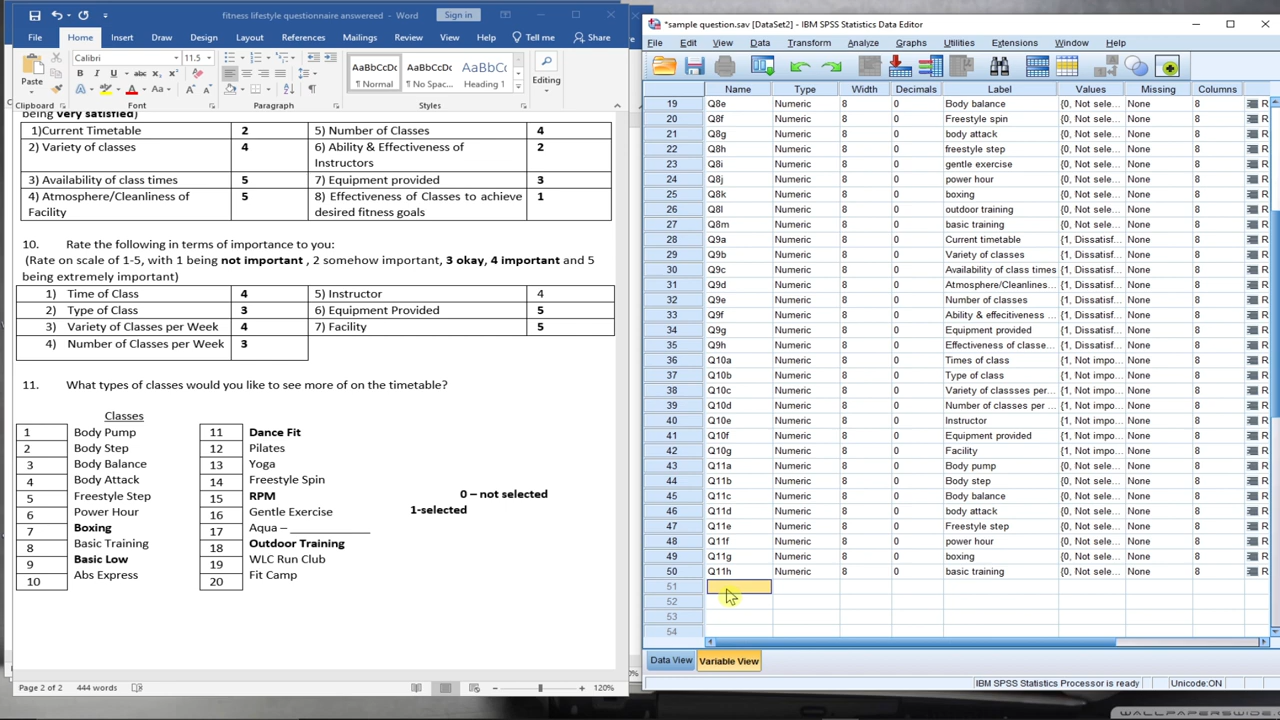 fitness lifestyle questionnaire answereed - Word
Sign in
File Home Insert Draw Design Layout References Mailings Review View Help Tell me Share
Paste
Calibri 11.5
AaBbCcDc AaBbCcDc AaBbC
¶ Normal ¶ No Spac... Heading 1
Editing
Clipboard Font Paragraph Styles
being very satisfied)
1)Current Timetable 2 5) Number of Classes 4
2) Variety of classes 4 6) Ability & Effectiveness of
Instructors 2
3) Availability of class times 5 7) Equipment provided 3
4) Atmosphere/Cleanliness of 5 8) Effectiveness of Classes to achieve 1
Facility desired fitness goals
10. Rate the following in terms of importance to you:
(Rate on scale of 1-5, with 1 being not important , 2 somehow important, 3 okay, 4 important and 5
being extremely important)
1) Time of Class 4 5) Instructor 4
2) Type of Class 3 6) Equipment Provided 5
3) Variety of Classes per Week 4 7) Facility 5
4) Number of Classes per Week 3
11. What types of classes would you like to see more of on the timetable?
Classes
1 Body Pump 11 Dance Fit
2 Body Step 12 Pilates
3 Body Balance 13 Yoga
4 Body Attack 14 Freestyle Spin
5 Freestyle Step 15 RPM
6 Power Hour 16 Gentle Exercise
7 Boxing 17 Aqua – ____________
8 Basic Training 18 Outdoor Training
9 Basic Low 19 WLC Run Club
10 Abs Express 20 Fit Camp
0 – not selected
1-selected
Page 2 of 2 444 words 120%
*sample question.sav [DataSet2] - IBM SPSS Statistics Data Editor
File Edit View Data Transform Analyze Graphs Utilities Extensions Window Help
Name Type Width Decimals Label Values Missing Columns
19 Q8e Numeric 8 0 Body balance {0, Not sele... None 8 R
20 Q8f Numeric 8 0 Freestyle spin {0, Not sele... None 8 R
21 Q8g Numeric 8 0 body attack {0, Not sele... None 8 R
22 Q8h Numeric 8 0 freestyle step {0, Not sele... None 8 R
23 Q8i Numeric 8 0 gentle exercise {0, Not sele... None 8 R
24 Q8j Numeric 8 0 power hour {0, Not sele... None 8 R
25 Q8k Numeric 8 0 boxing {0, Not sele... None 8 R
26 Q8l Numeric 8 0 outdoor training {0, Not sele... None 8 R
27 Q8m Numeric 8 0 basic training {0, Not sele... None 8 R
28 Q9a Numeric 8 0 Current timetable {1, Dissatisf... None 8 R
29 Q9b Numeric 8 0 Variety of classes {1, Dissatisf... None 8 R
30 Q9c Numeric 8 0 Availability of class times {1, Dissatisf... None 8 R
31 Q9d Numeric 8 0 Atmosphere/Cleanlines... {1, Dissatisf... None 8 R
32 Q9e Numeric 8 0 Number of classes {1, Dissatisf... None 8 R
33 Q9f Numeric 8 0 Ability & effecitiveness ... {1, Dissatisf... None 8 R
34 Q9g Numeric 8 0 Equipment provided {1, Dissatisf... None 8 R
35 Q9h Numeric 8 0 Effectiveness of classe... {1, Dissatisf... None 8 R
36 Q10a Numeric 8 0 Times of class {1, Not impo... None 8 R
37 Q10b Numeric 8 0 Type of class {1, Not impo... None 8 R
38 Q10c Numeric 8 0 Variety of classses per... {1, Not impo... None 8 R
39 Q10d Numeric 8 0 Number of classes per ... {1, Not impo... None 8 R
40 Q10e Numeric 8 0 Instructor {1, Not impo... None 8 R
41 Q10f Numeric 8 0 Equipment provided {1, Not impo... None 8 R
42 Q10g Numeric 8 0 Facility {1, Not impo... None 8 R
43 Q11a Numeric 8 0 Body pump {0, Not sele... None 8 R
44 Q11b Numeric 8 0 Body step {0, Not sele... None 8 R
45 Q11c Numeric 8 0 Body balance {0, Not sele... None 8 R
46 Q11d Numeric 8 0 body attack {0, Not sele... None 8 R
47 Q11e Numeric 8 0 Freestyle step {0, Not sele... None 8 R
48 Q11f Numeric 8 0 power hour {0, Not sele... None 8 R
49 Q11g Numeric 8 0 boxing {0, Not sele... None 8 R
50 Q11h Numeric 8 0 basic training {0, Not sele... None 8 R
51
52
53
54
Data View Variable View
IBM SPSS Statistics Processor is ready Unicode:ON